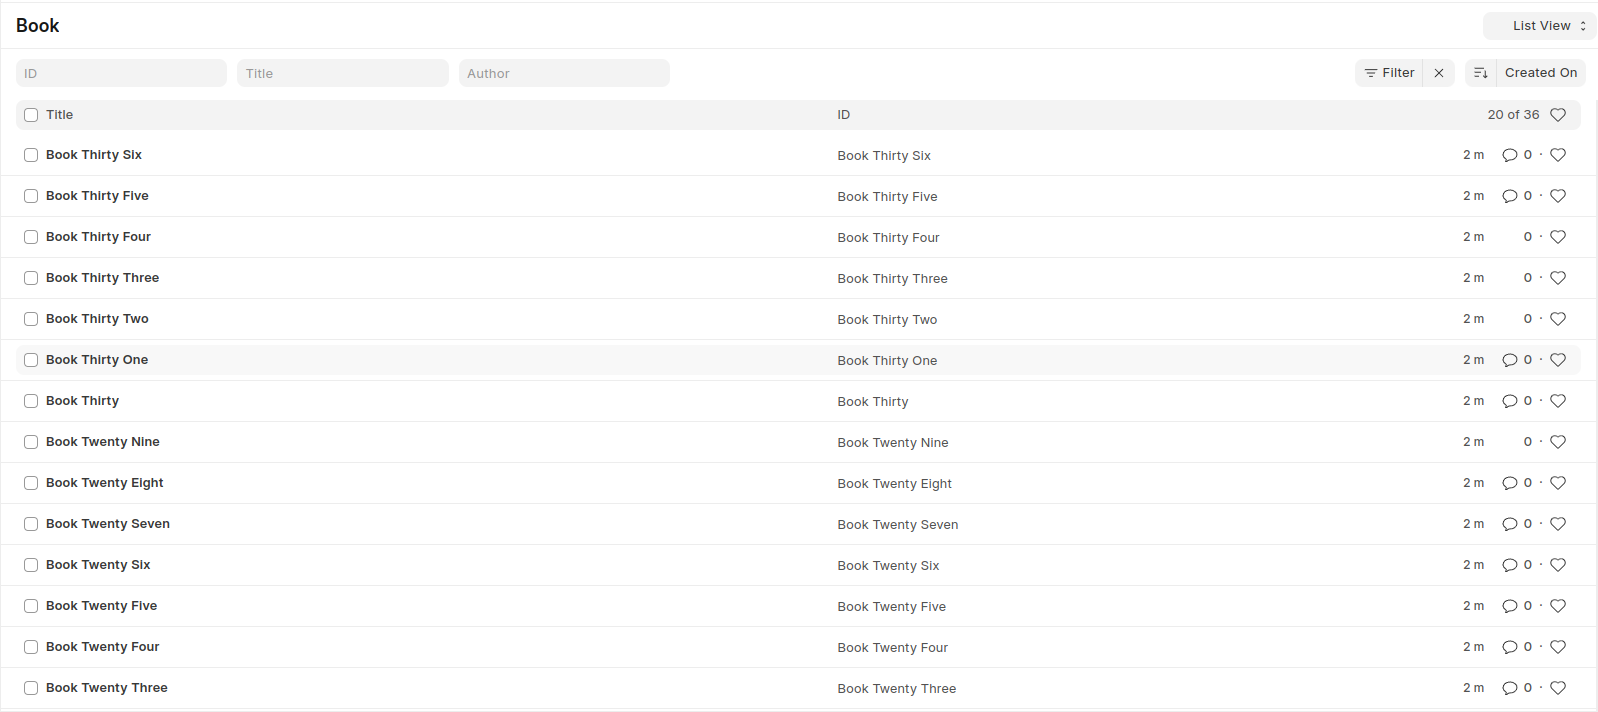 Book
List View
ID Title Author Filter Created On
Title ID 20 of 36
Book Thirty Six Book Thirty Six 2 m 0 ·
Book Thirty Five Book Thirty Five 2 m 0 ·
Book Thirty Four Book Thirty Four 2 m 0 ·
Book Thirty Three Book Thirty Three 2 m 0 ·
Book Thirty Two Book Thirty Two 2 m 0 ·
Book Thirty One Book Thirty One 2 m 0 ·
Book Thirty Book Thirty 2 m 0 ·
Book Twenty Nine Book Twenty Nine 2 m 0 ·
Book Twenty Eight Book Twenty Eight 2 m 0 ·
Book Twenty Seven Book Twenty Seven 2 m 0 ·
Book Twenty Six Book Twenty Six 2 m 0 ·
Book Twenty Five Book Twenty Five 2 m 0 ·
Book Twenty Four Book Twenty Four 2 m 0 ·
Book Twenty Three Book Twenty Three 2 m 0 ·